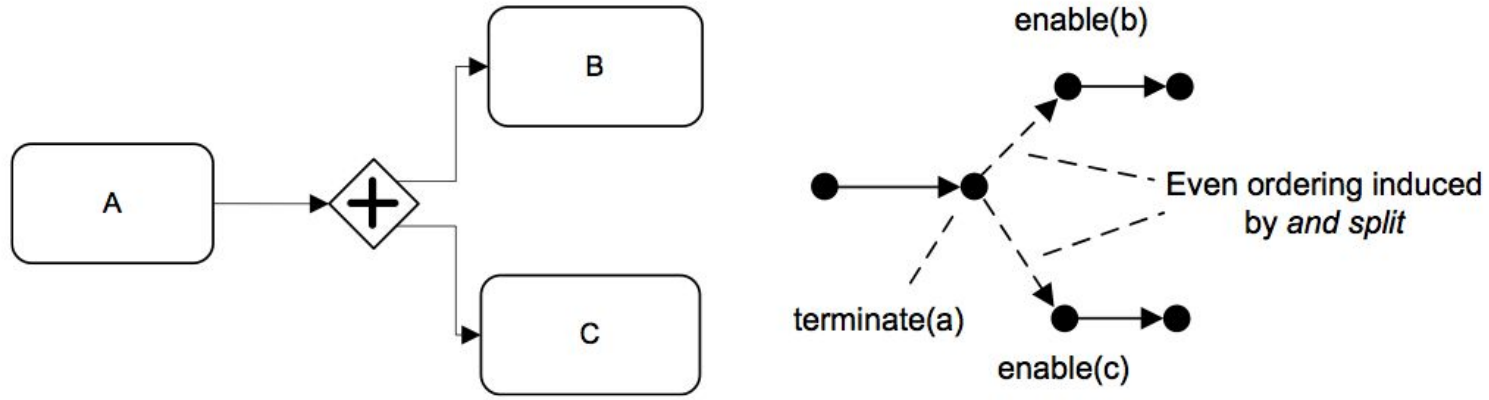 A
B
C
enable(b)
Even ordering induced
by and split
terminate(a)
enable(c)